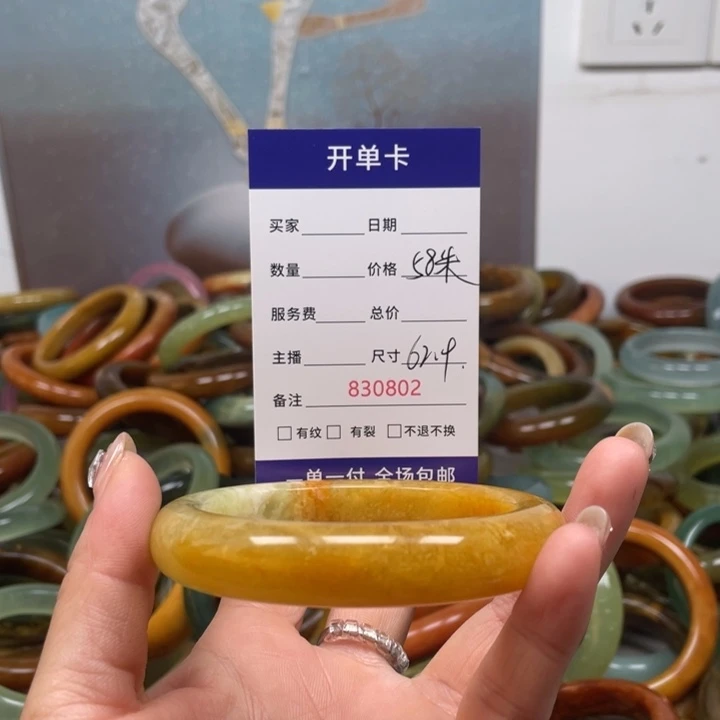 开单卡
买家 日期
数量 价格 58米
服务费 总价
主播 尺寸 62.4
830802
备注
有纹 有裂 不退不换
一单一付 全场包邮